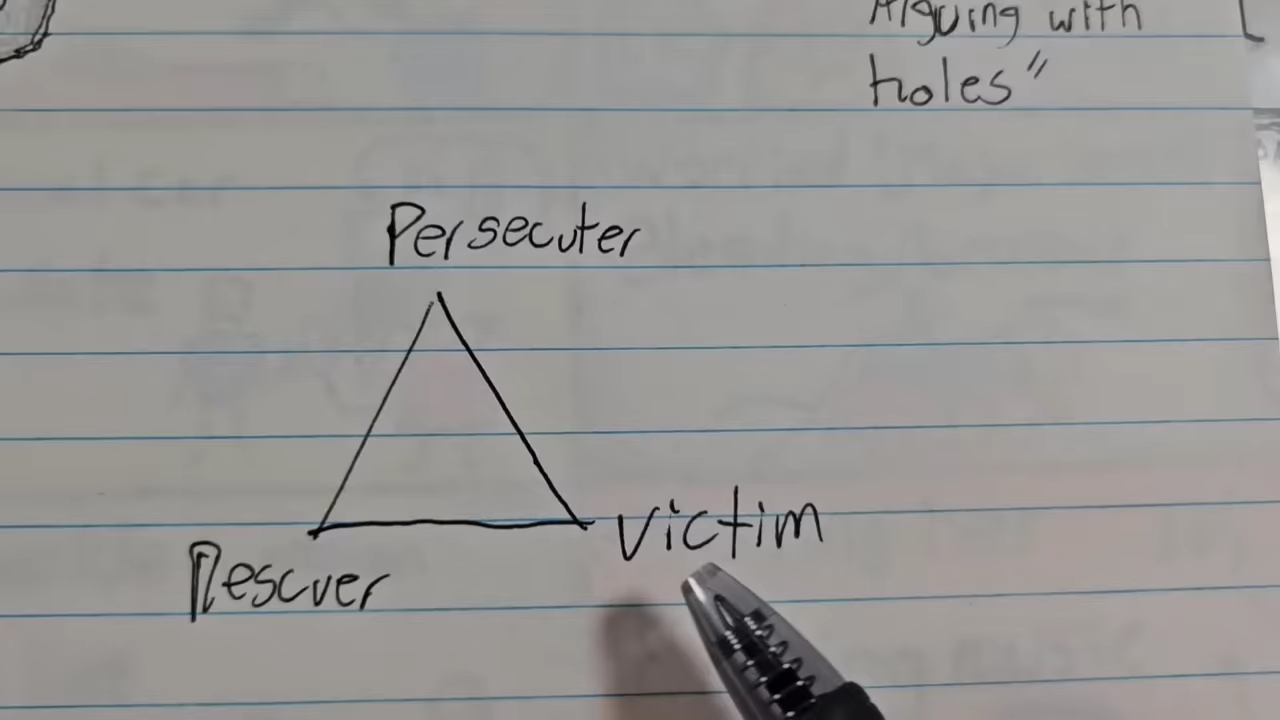 Arguing with
holes"
Persecuter
victim
Rescuer